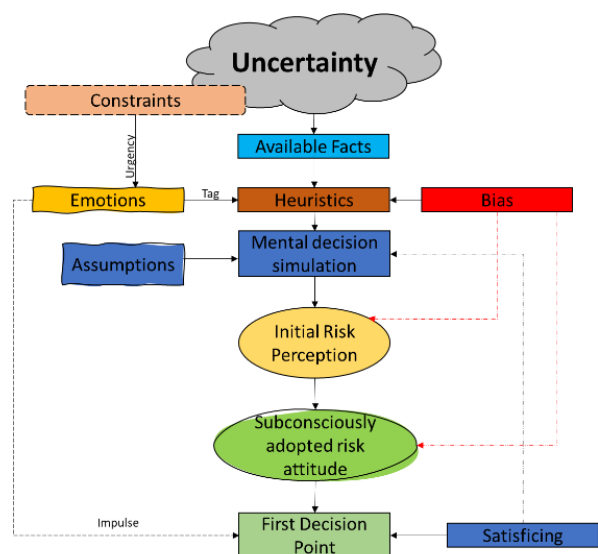 Uncertainty
Constraints
Urgency
Available Facts
Emotions
Tag
Heuristics
Bias
Mental decision
simulation
Assumptions
Initial Risk
Perception
Subconsciously
adopted risk
attitude
Impulse
First Decision
Point
Satisficing